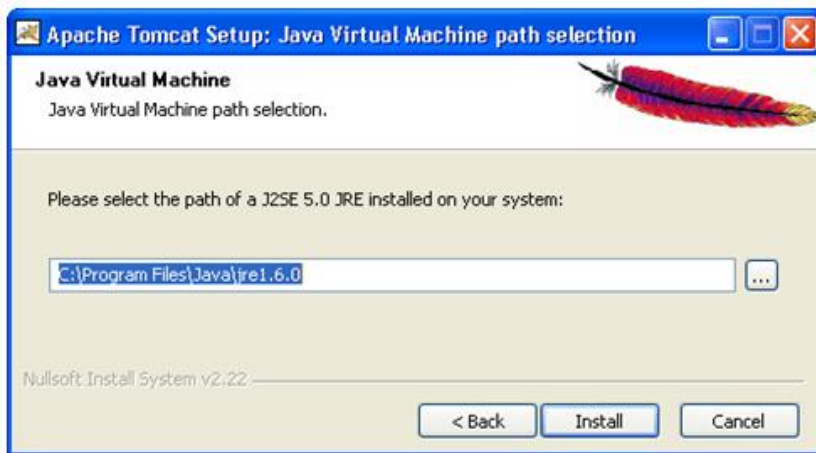 Apache Tomcat Setup: Java Virtual Machine path selection
Java Virtual Machine
Java Virtual Machine path selection.
Please select the path of a J2SE 5.0 JRE installed on your system:
C:\Program Files\Java\jre1.6.0
...
Nullsoft Install System v2.22
< Back
Install
Cancel